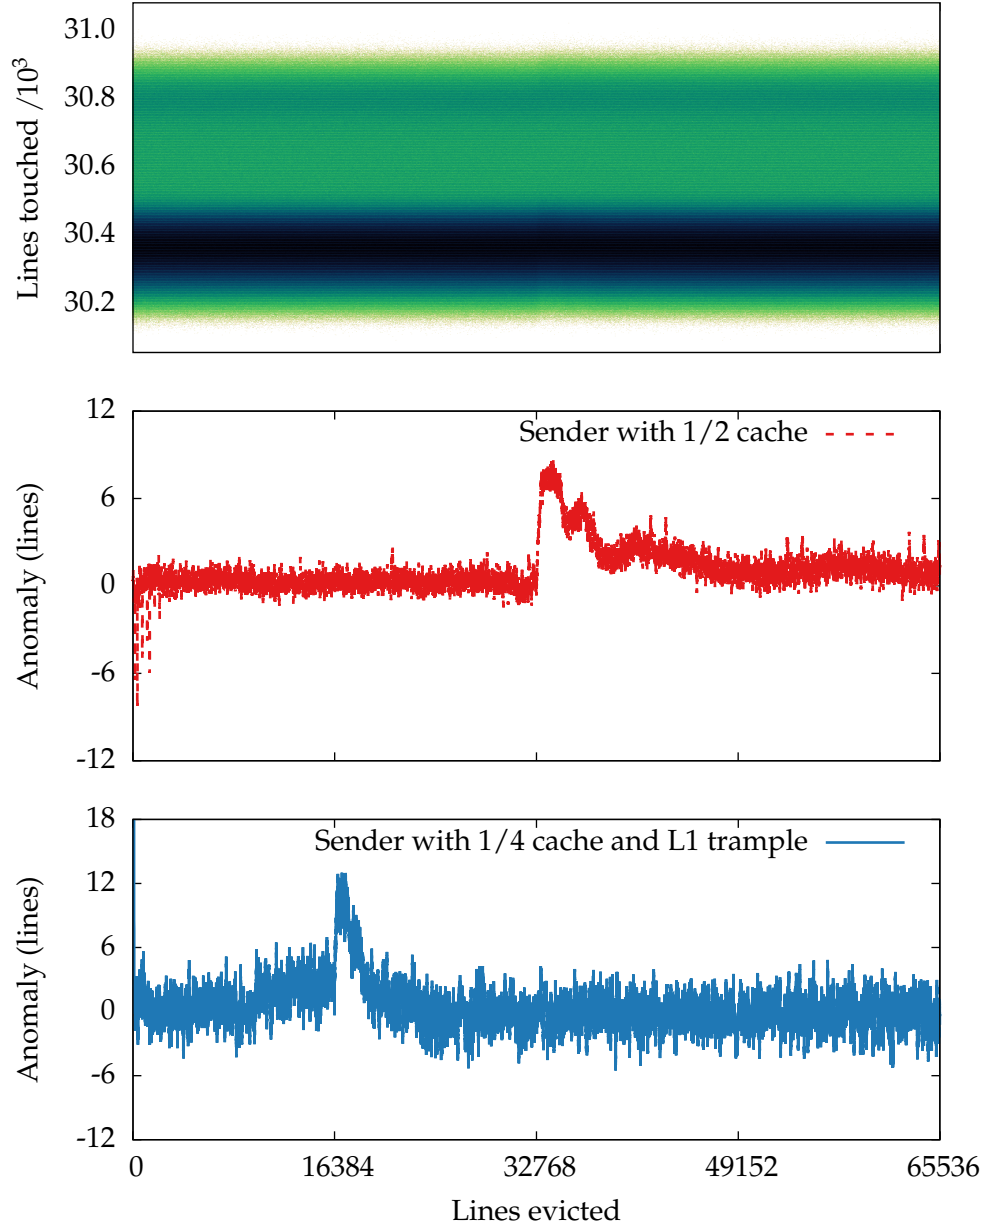 31.0
30.8
30.6
30.4
30.2
Lines touched /10³
12
6
0
-6
-12
Anomaly (lines)
Sender with 1/2 cache
18
12
6
0
-6
-12
Anomaly (lines)
Sender with 1/4 cache and L1 trample
0 16384 32768 49152 65536
Lines evicted